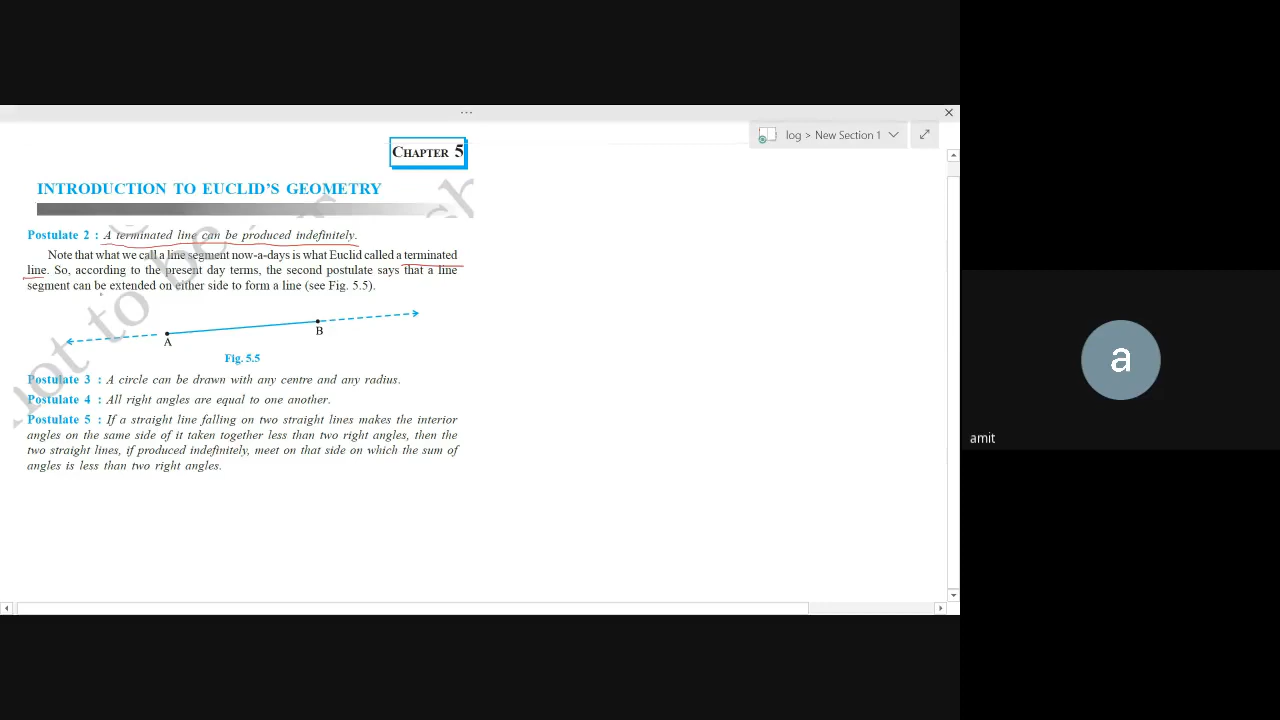 ...
log > New Section 1
CHAPTER 5
INTRODUCTION TO EUCLID'S GEOMETRY
Postulate 2 : A terminated line can be produced indefinitely.
Note that what we call a line segment now-a-days is what Euclid called a terminated
line. So, according to the present day terms, the second postulate says that a line
segment can be extended on either side to form a line (see Fig. 5.5).
A
B
Fig. 5.5
Postulate 3 : A circle can be drawn with any centre and any radius.
Postulate 4 : All right angles are equal to one another.
Postulate 5 : If a straight line falling on two straight lines makes the interior
angles on the same side of it taken together less than two right angles, then the
two straight lines, if produced indefinitely, meet on that side on which the sum of
angles is less than two right angles.
not to be
sh
a
amit